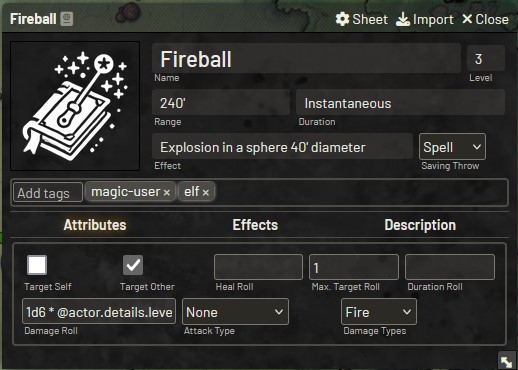 Fireball Sheet Import Close
Fireball 3
Name Level
240' Instantaneous
Range Duration
Explosion in a sphere 40' diameter Spell
Effect Saving Throw
Add tags magic-user × elf ×
Attributes Effects Description
1
Target Self Target Other Heal Roll Max. Target Roll Duration Roll
1d6 * @actor.details.leve None Fire
Damage Roll Attack Type Damage Types